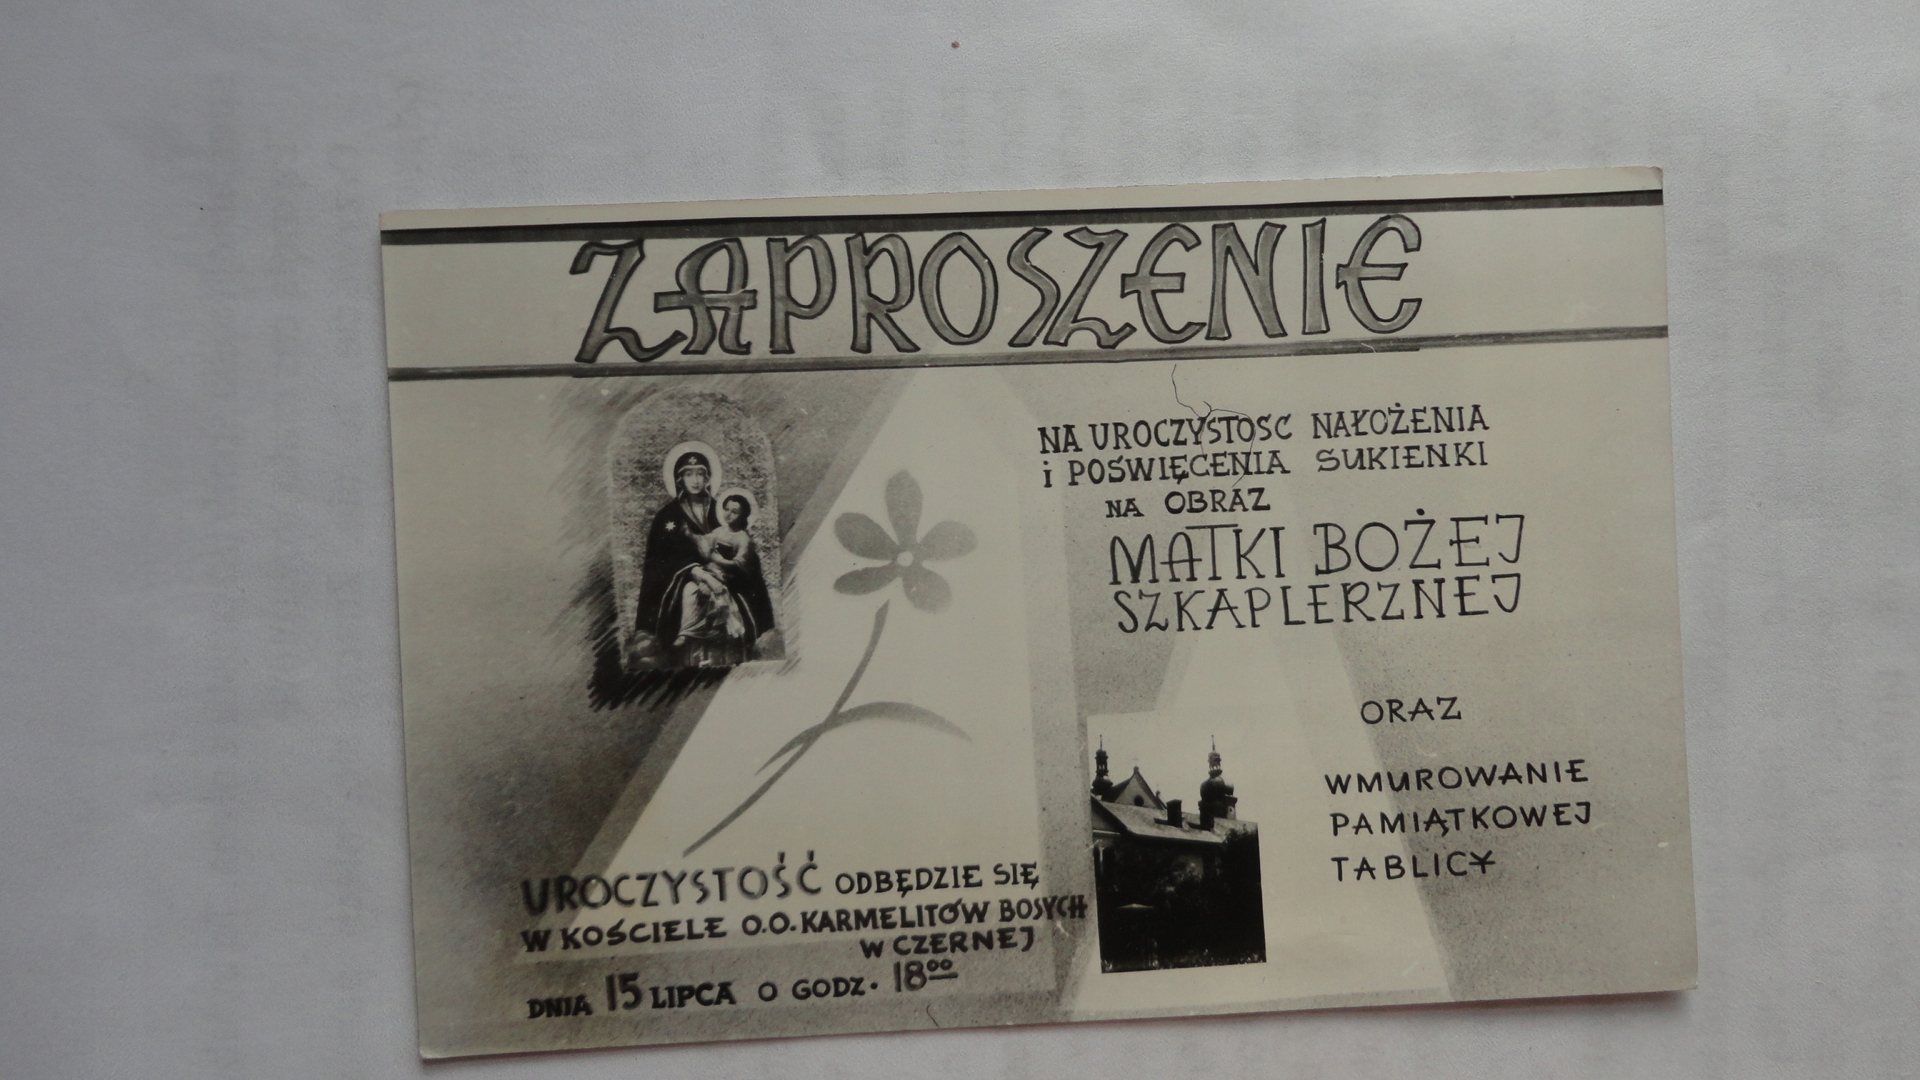 ZAPROSZENIE
NA UROCZYSTOSC NAŁOŻENIA
i POŚWIĘCENIA SUKIENKI
NA OBRAZ
MATKI BOŻEJ
SZKAPLERZNEJ
ORAZ
WMUROWANIE
PAMIĄTKOWEJ
TABLICY
UROCZYSTOŚĆ ODBĘDZIE SIĘ
W KOŚCIELE O.O. KARMELITÓW BOSYCH
W CZERNEJ
DNIA 15 LIPCA O GODZ. 18⁰⁰